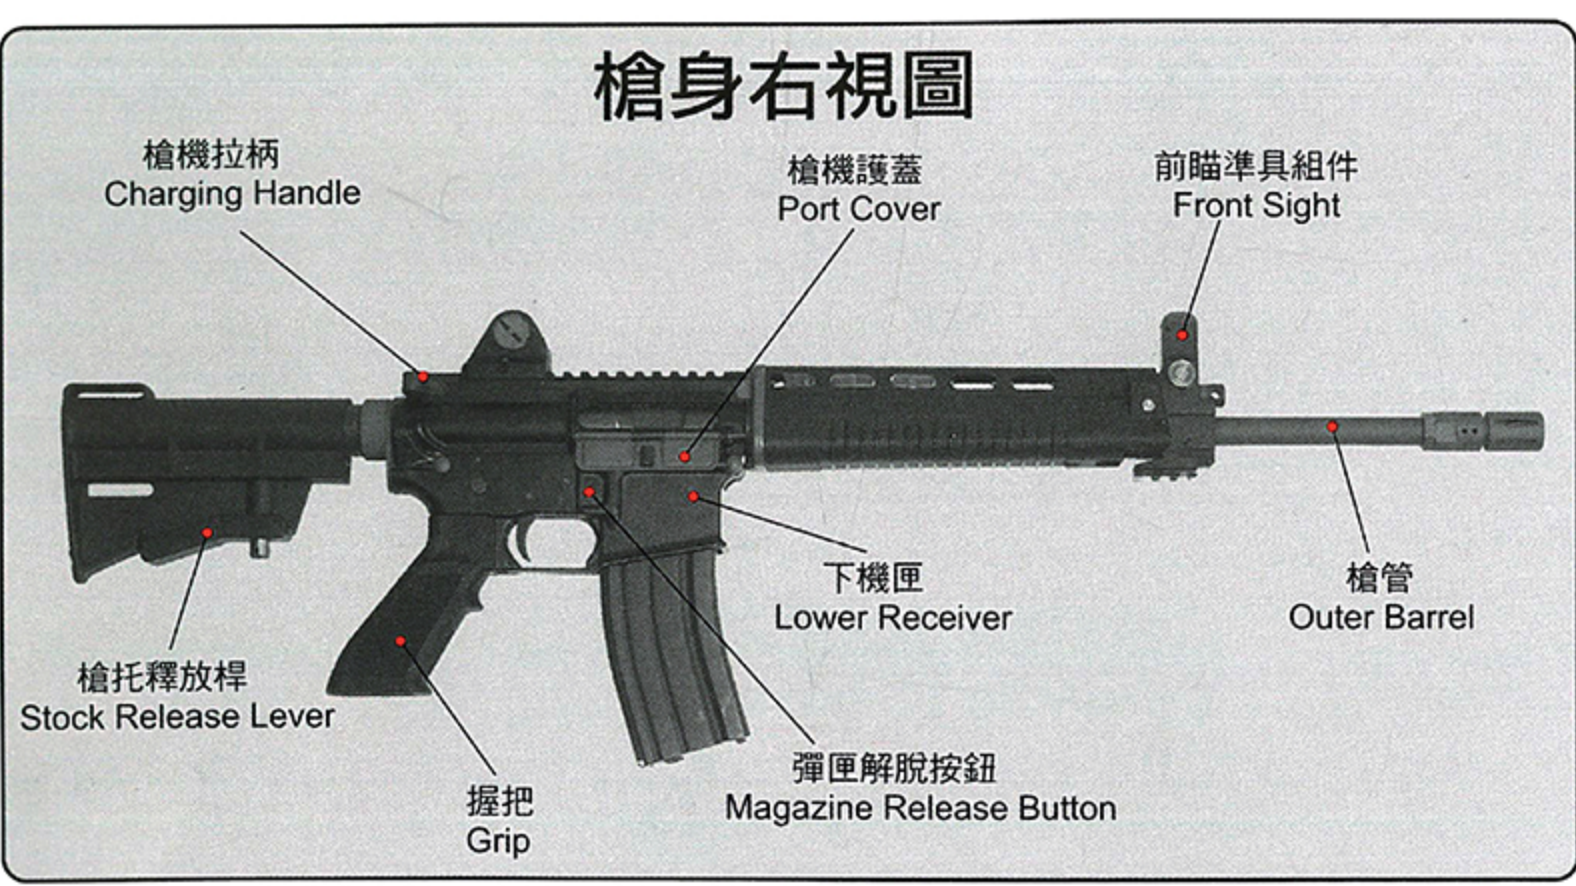 槍身右視圖
槍機拉柄
Charging Handle
槍機護蓋
Port Cover
前瞄準具組件
Front Sight
下機匣
Lower Receiver
槍管
Outer Barrel
槍托釋放桿
Stock Release Lever
彈匣解脫按鈕
Magazine Release Button
握把
Grip